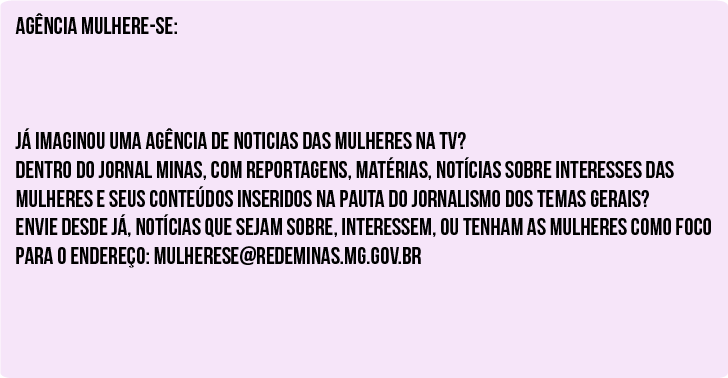 AGÊNCIA MULHERE-SE:
JÁ IMAGINOU UMA AGÊNCIA DE NOTICIAS DAS MULHERES NA TV?
DENTRO DO JORNAL MINAS, COM REPORTAGENS, MATÉRIAS, NOTÍCIAS SOBRE INTERESSES DAS
MULHERES E SEUS CONTEÚDOS INSERIDOS NA PAUTA DO JORNALISMO DOS TEMAS GERAIS?
ENVIE DESDE JÁ, NOTÍCIAS QUE SEJAM SOBRE, INTERESSEM, OU TENHAM AS MULHERES COMO FOCO
PARA O ENDEREÇO: MULHERESE@REDEMINAS.MG.GOV.BR